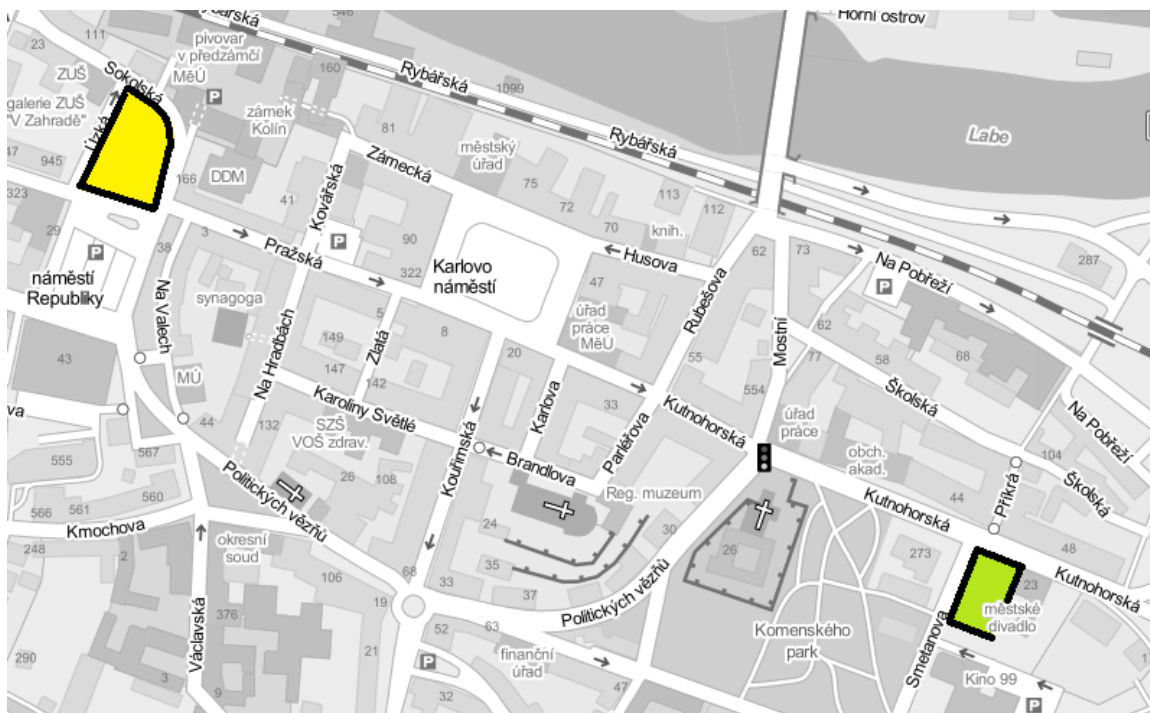 Rybářská
Horní ostrov
111
23
pivovar
v předzámčí
MěÚ
ZUŠ
Sokolská
160
Rybářská
1099
P
galerie ZUŠ
"V Zahradě"
Úzká
zámek
Kolín
81
městský
úřad
Rybářská
Labe
47
945
Zámecká
323
166
DDM
41
Kovářská
75
72
113
112
70
knih.
29
P
38
3
Pražská
P
90
322
Karlovo
náměstí
Husova
62
73
Na Pobřeží
287
P
náměstí
Republiky
Na Valech
synagoga
47
Rubešova
úřad
práce
MěÚ
Mostní
62
5
8
149
147
Zlatá
142
20
55
77
58
68
43
MÚ
Na Hradbách
Karoliny Světlé
Karlova
33
Kutnohorská
554
Školská
44
132
SZŠ
VOŠ zdrav.
Kouřimská
Brandlova
Parléřova
úřad
práce
obch.
akad.
Na Pobřeží
555
567
26
108
Reg. muzeum
104
Školská
560
561
566
Politických vězňů
44
Příkrá
Kutnohorská
Kmochova
24
30
248
2
okresní
soud
35
26
273
48
106
68
33
37
Politických vězňů
Kutnohorská
23
19
městské
divadlo
376
Václavská
52
63
Komenského
park
Smetanova
290
21
P
finanční
úřad
3
9
32
47
Kino 99
P